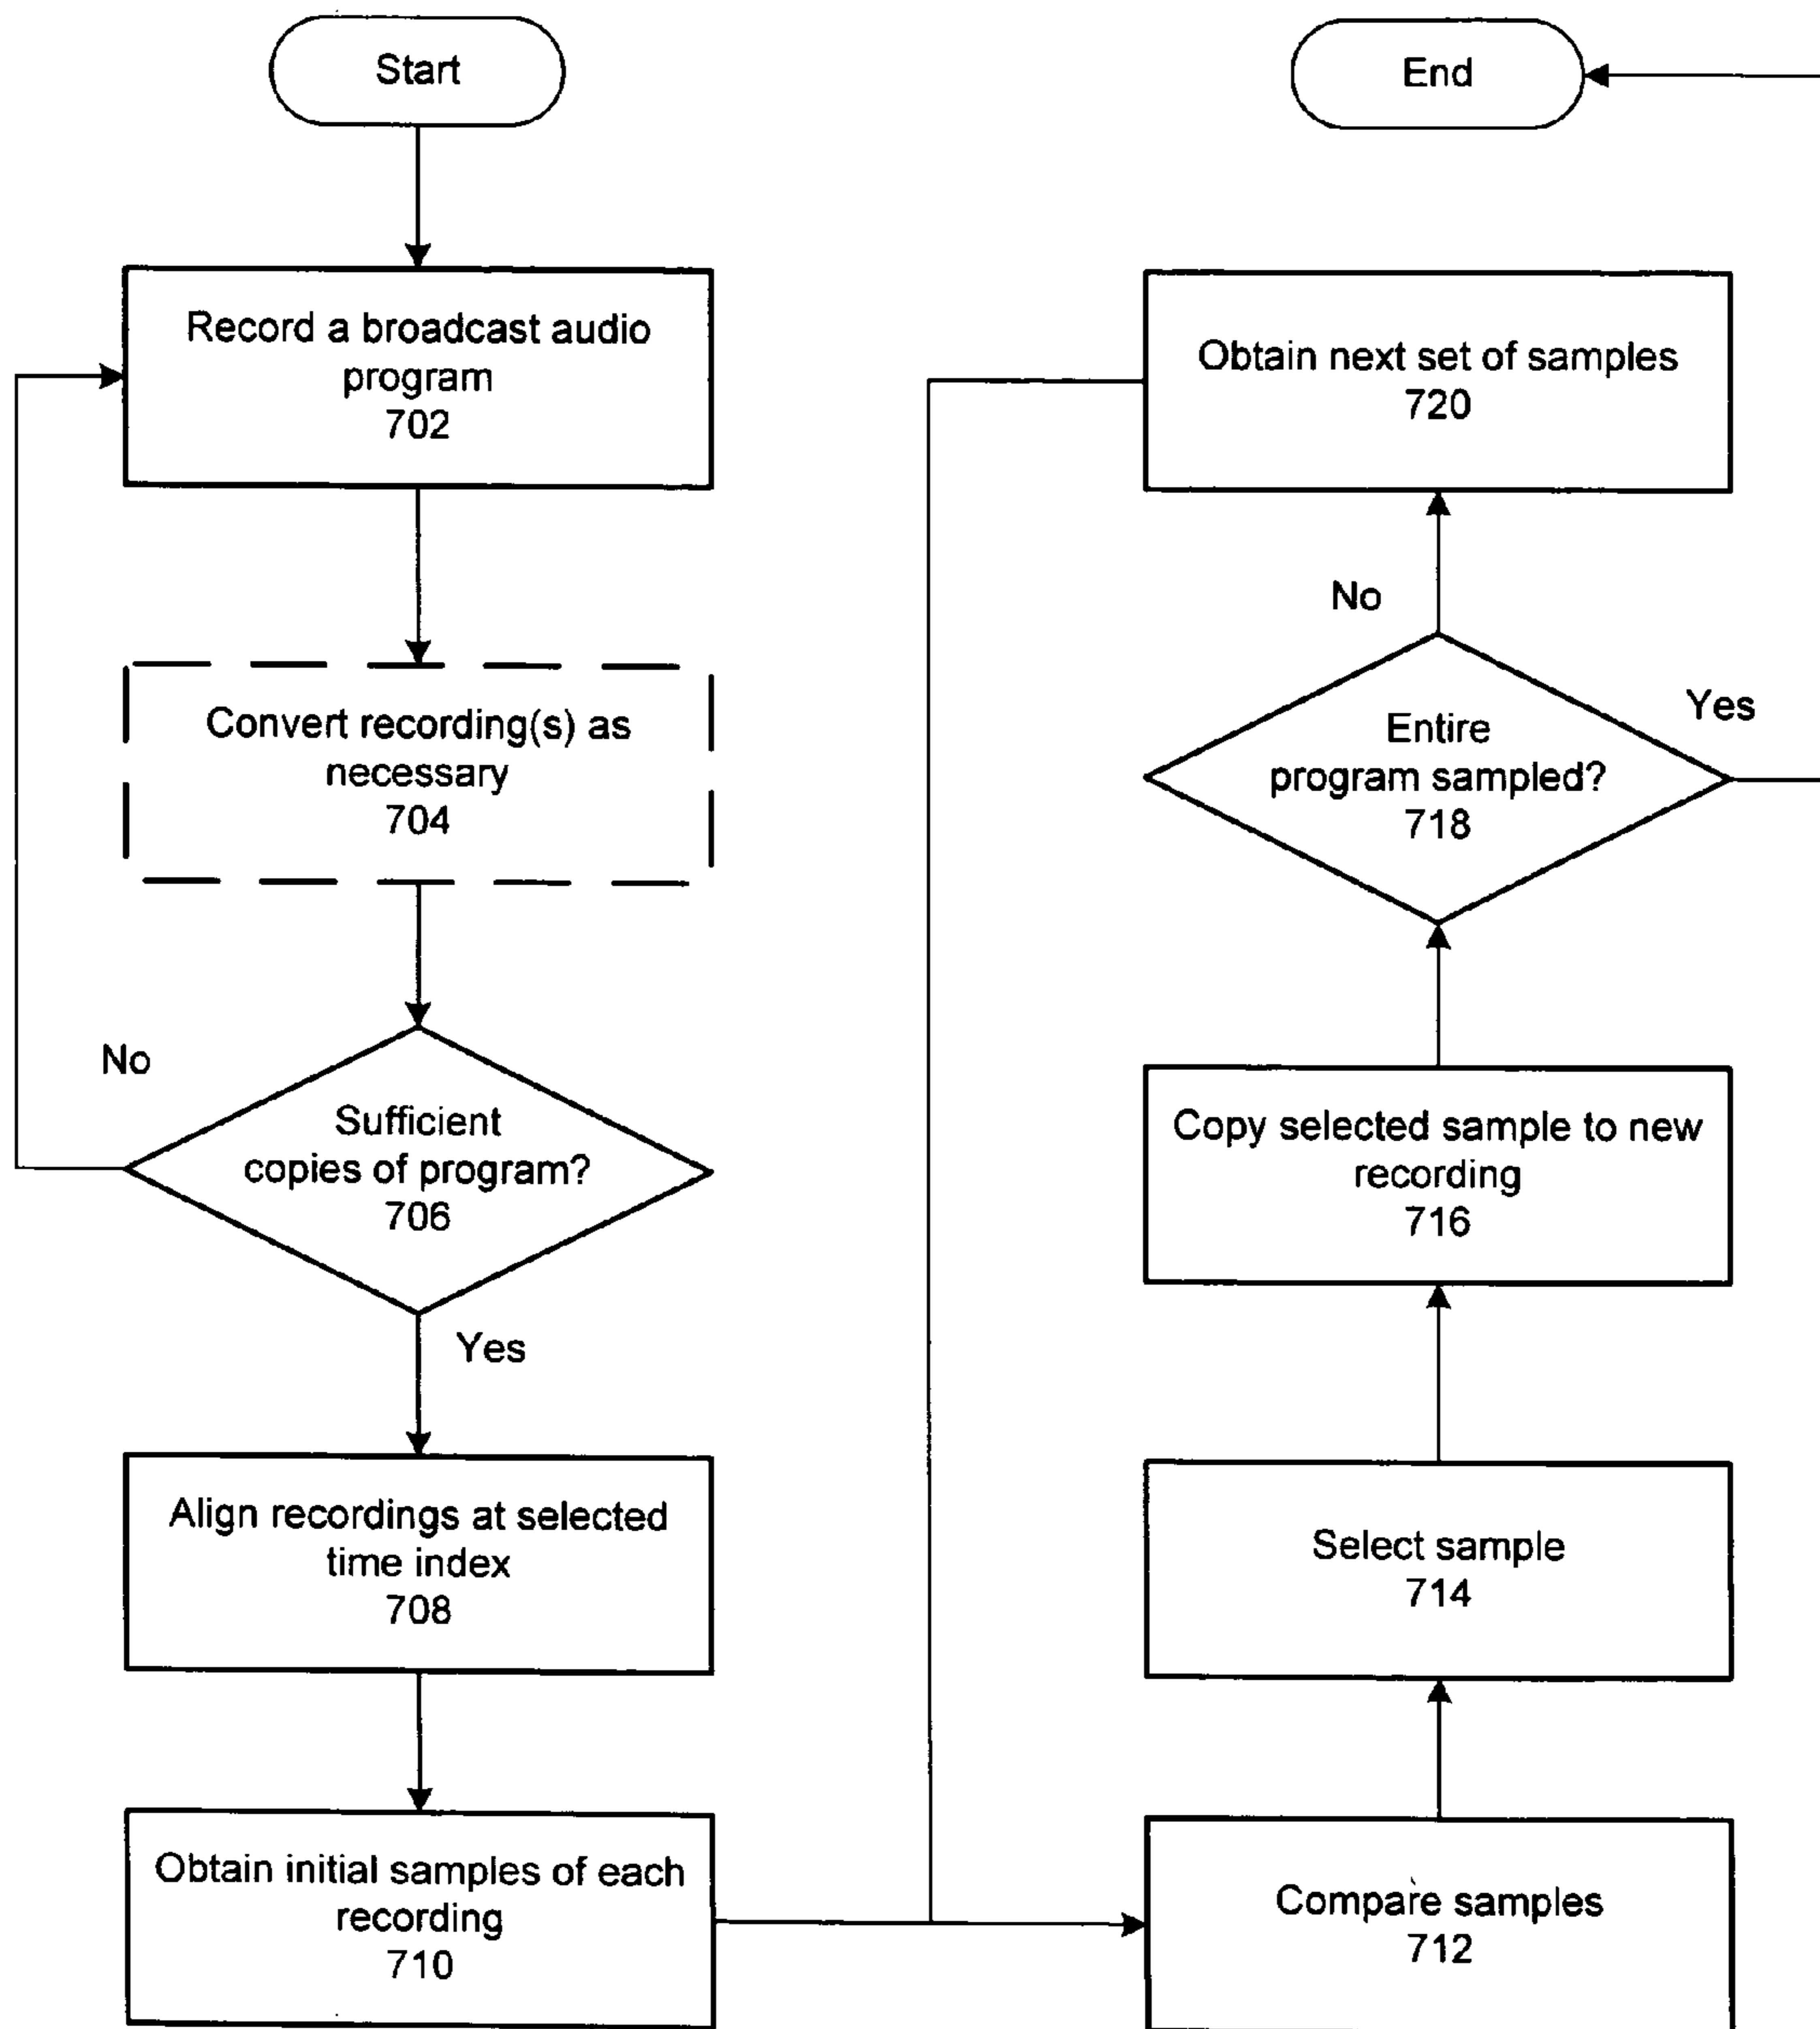 Start
Record a broadcast audio
program
702
Convert recording(s) as
necessary
704
No
Sufficient
copies of program?
706
Yes
Align recordings at selected
time index
708
Obtain initial samples of each
recording
710
End
Obtain next set of samples
720
No
Entire
program sampled?
718
Yes
Copy selected sample to new
recording
716
Select sample
714
Compare samples
712